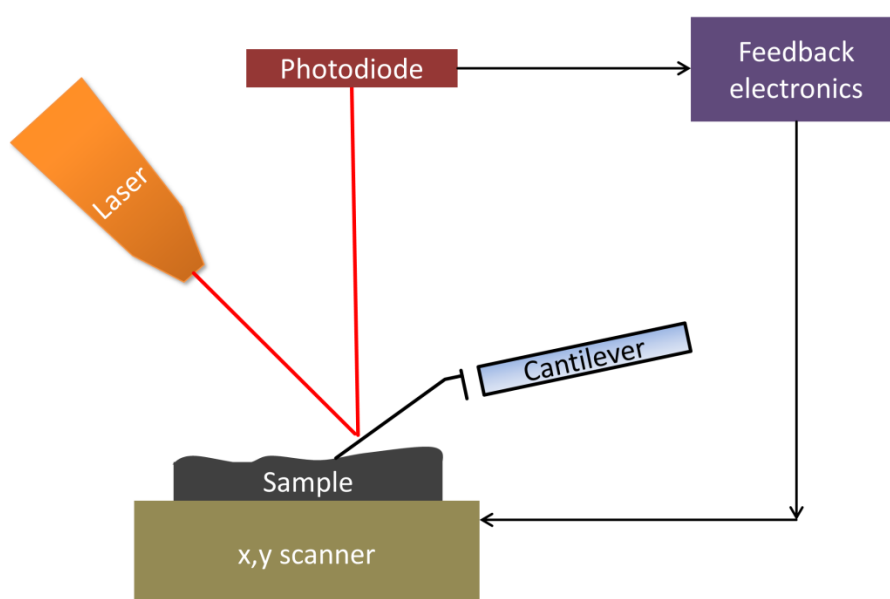 Photodiode
Feedback
electronics
Laser
Cantilever
Sample
x,y scanner